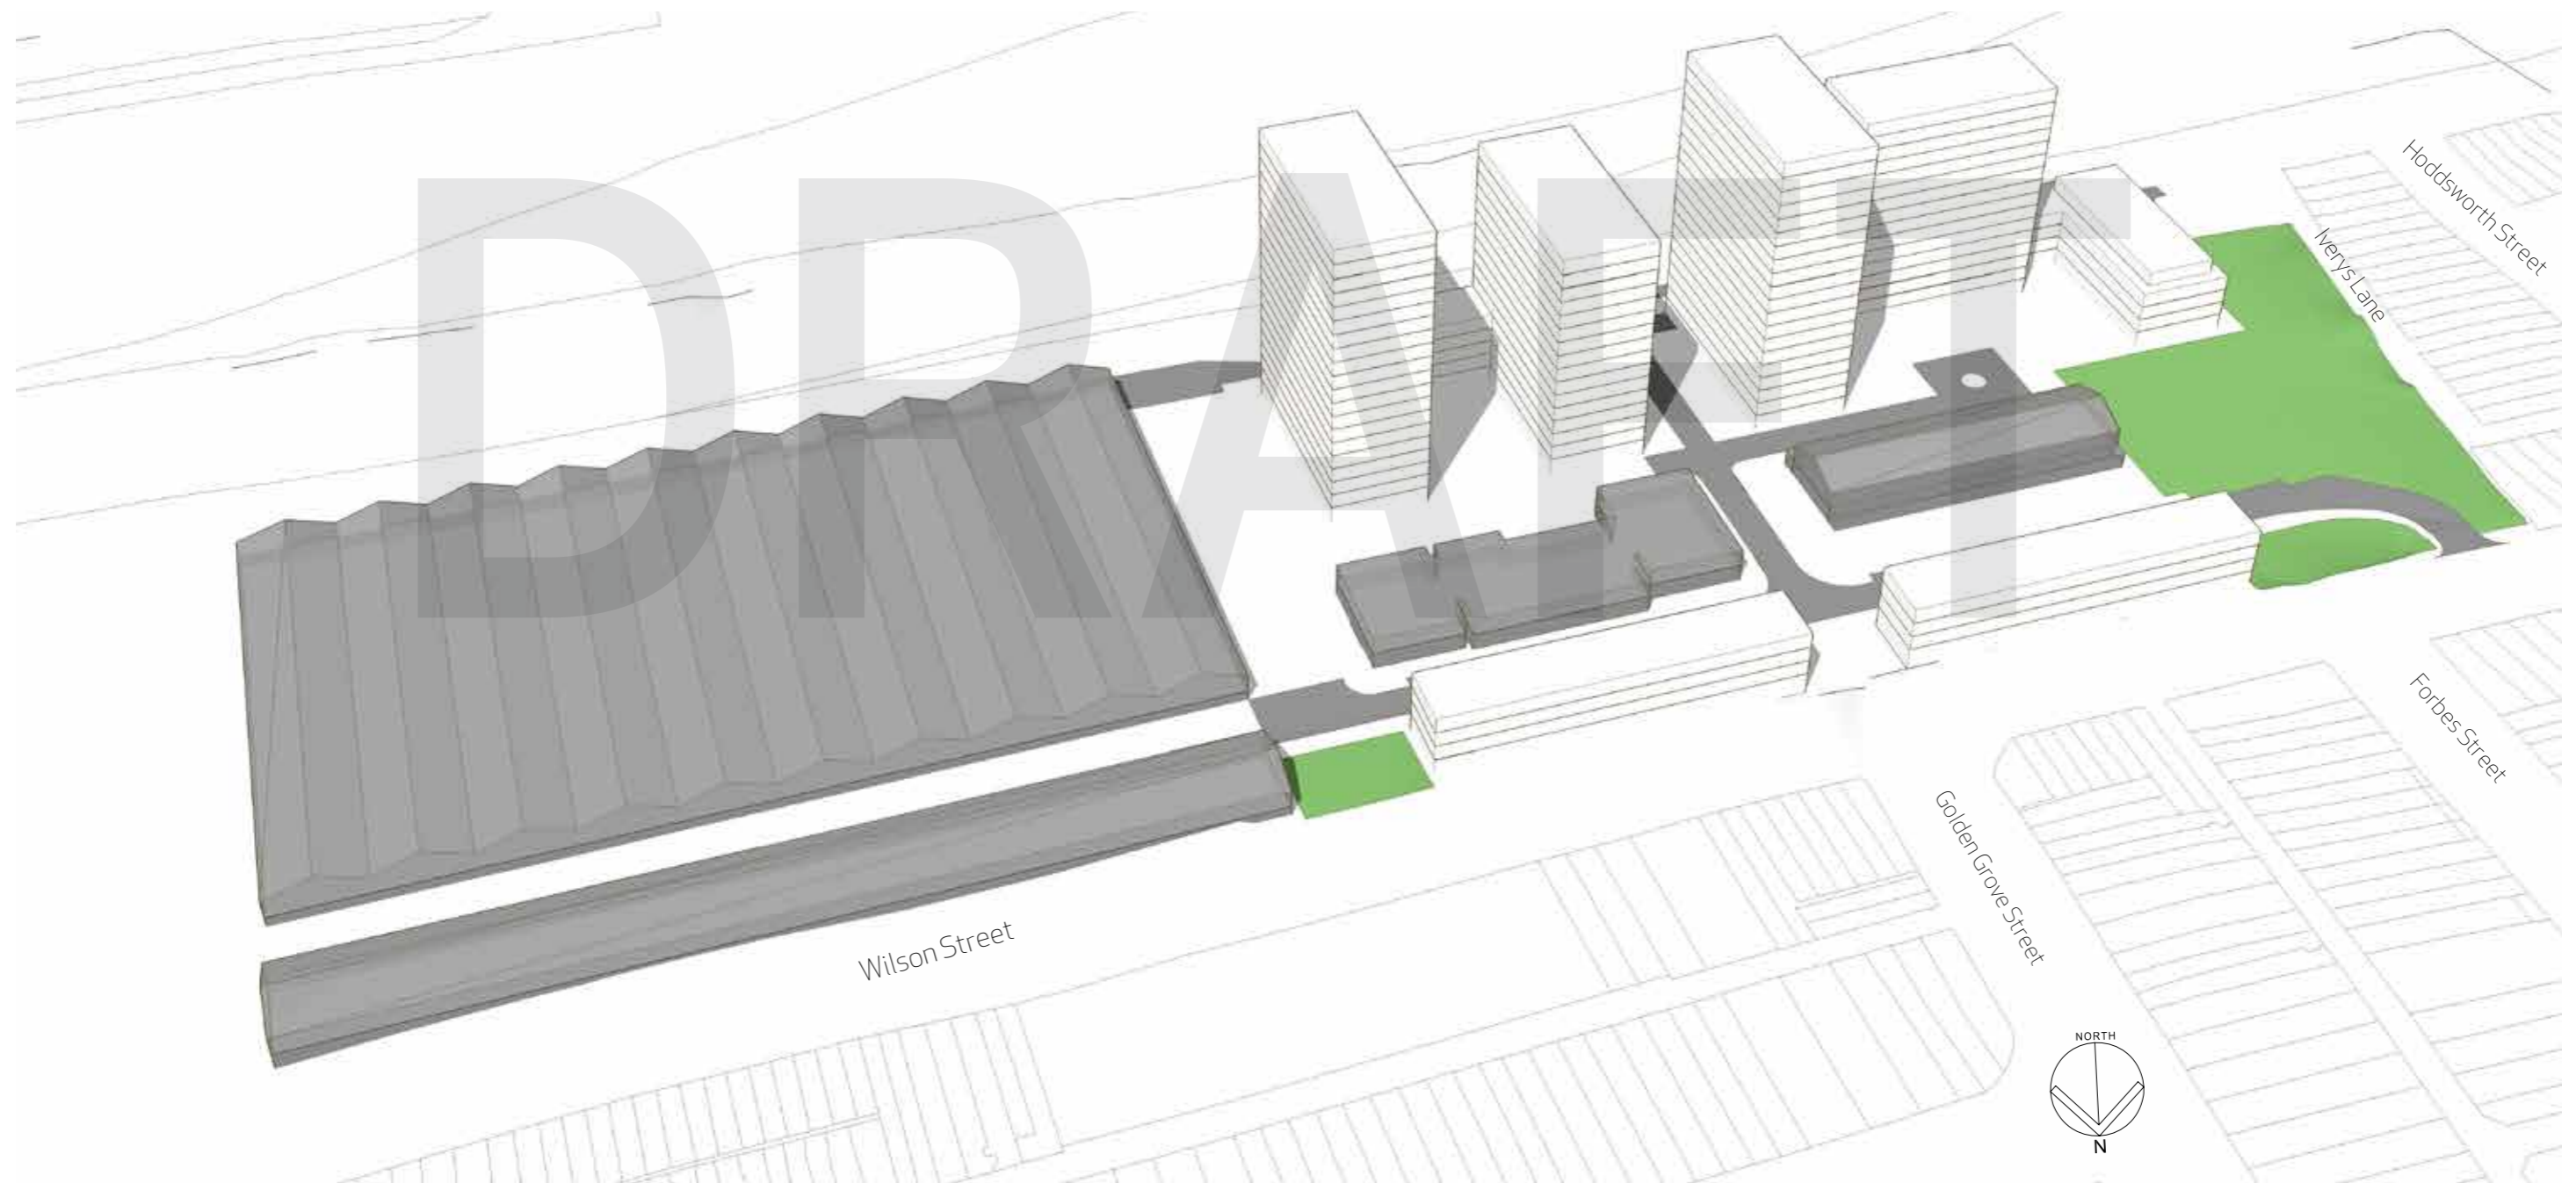 DRAFT
Hoddsworth Street
Iverys Lane
Forbes Street
Golden Grove Street
Wilson Street
NORTH
N